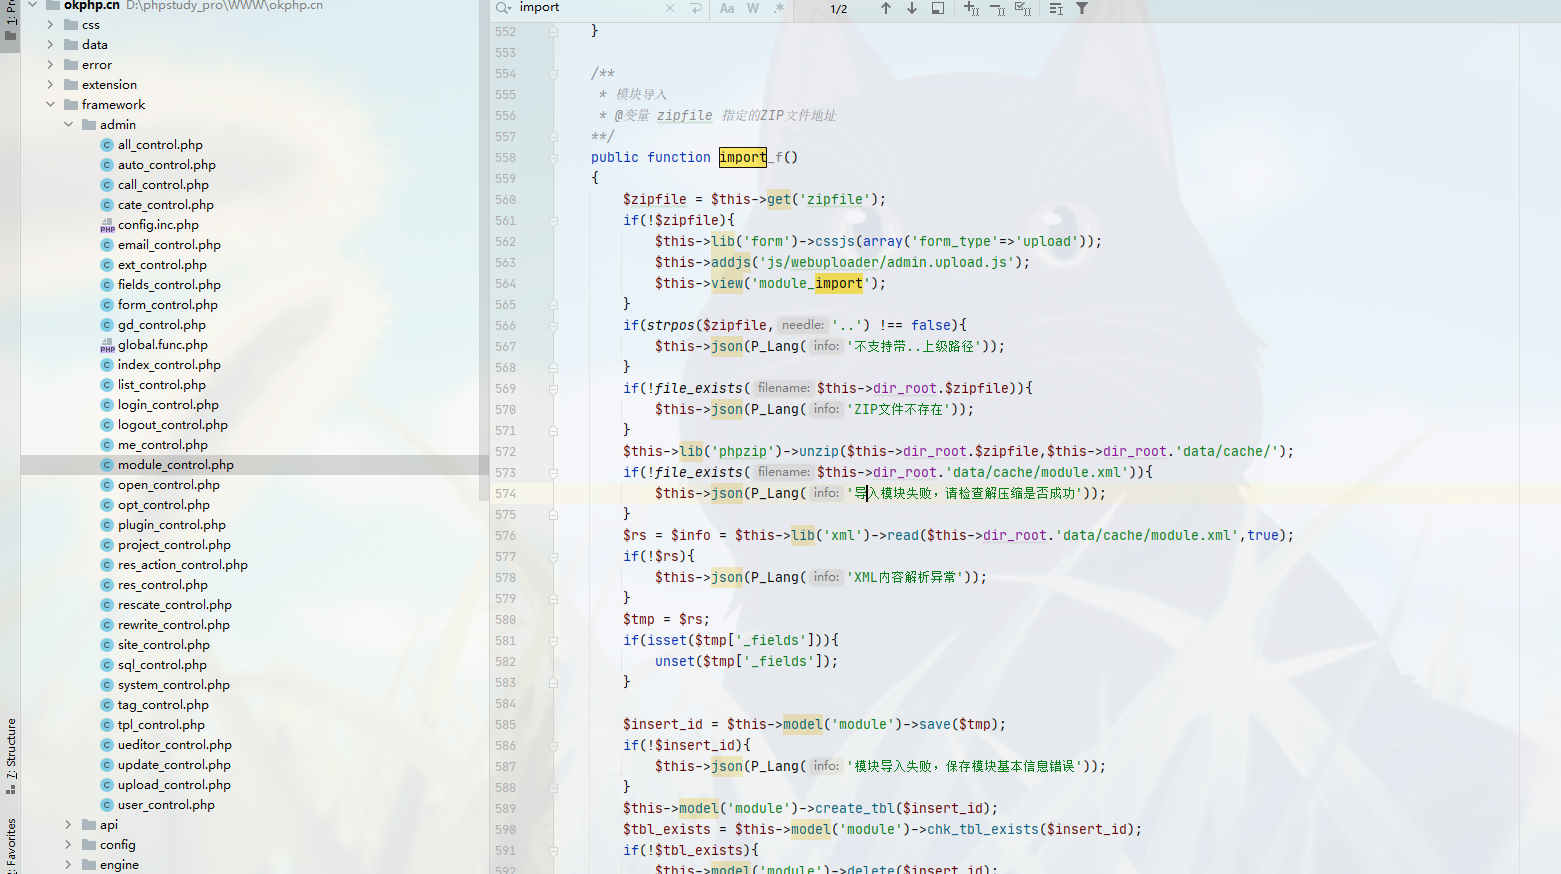 1: Pr
okphp.cn D:\phpstudy_pro\WWW\okphp.cn
css
data
error
extension
framework
admin
all_control.php
auto_control.php
call_control.php
cate_control.php
config.inc.php
email_control.php
ext_control.php
fields_control.php
form_control.php
gd_control.php
global.func.php
index_control.php
list_control.php
login_control.php
logout_control.php
me_control.php
module_control.php
open_control.php
opt_control.php
plugin_control.php
project_control.php
res_action_control.php
res_control.php
rescate_control.php
rewrite_control.php
site_control.php
sql_control.php
system_control.php
tag_control.php
tpl_control.php
ueditor_control.php
update_control.php
upload_control.php
user_control.php
api
config
engine
7: Structure
Favorites
import Aa W .* 1/2
552 }
553
554 /**
555 * 模块导入
556 * @变量 zipfile 指定的ZIP文件地址
557 **/
558 public function import_f()
559 {
560 $zipfile = $this->get('zipfile');
561 if(!$zipfile){
562 $this->lib('form')->cssjs(array('form_type'=>'upload'));
563 $this->addjs('js/webuploader/admin.upload.js');
564 $this->view('module_import');
565 }
566 if(strpos($zipfile, needle: '..') !== false){
567 $this->json(P_Lang( info: '不支持带..上级路径'));
568 }
569 if(!file_exists( filename: $this->dir_root.$zipfile)){
570 $this->json(P_Lang( info: 'ZIP文件不存在'));
571 }
572 $this->lib('phpzip')->unzip($this->dir_root.$zipfile,$this->dir_root.'data/cache/');
573 if(!file_exists( filename: $this->dir_root.'data/cache/module.xml')){
574 $this->json(P_Lang( info: '导入模块失败，请检查解压缩是否成功'));
575 }
576 $rs = $info = $this->lib('xml')->read($this->dir_root.'data/cache/module.xml',true);
577 if(!$rs){
578 $this->json(P_Lang( info: 'XML内容解析异常'));
579 }
580 $tmp = $rs;
581 if(isset($tmp['_fields'])){
582 unset($tmp['_fields']);
583 }
584
585 $insert_id = $this->model('module')->save($tmp);
586 if(!$insert_id){
587 $this->json(P_Lang( info: '模块导入失败，保存模块基本信息错误'));
588 }
589 $this->model('module')->create_tbl($insert_id);
590 $tbl_exists = $this->model('module')->chk_tbl_exists($insert_id);
591 if(!$tbl_exists){
592 $this->model('module')->delete($insert_id);